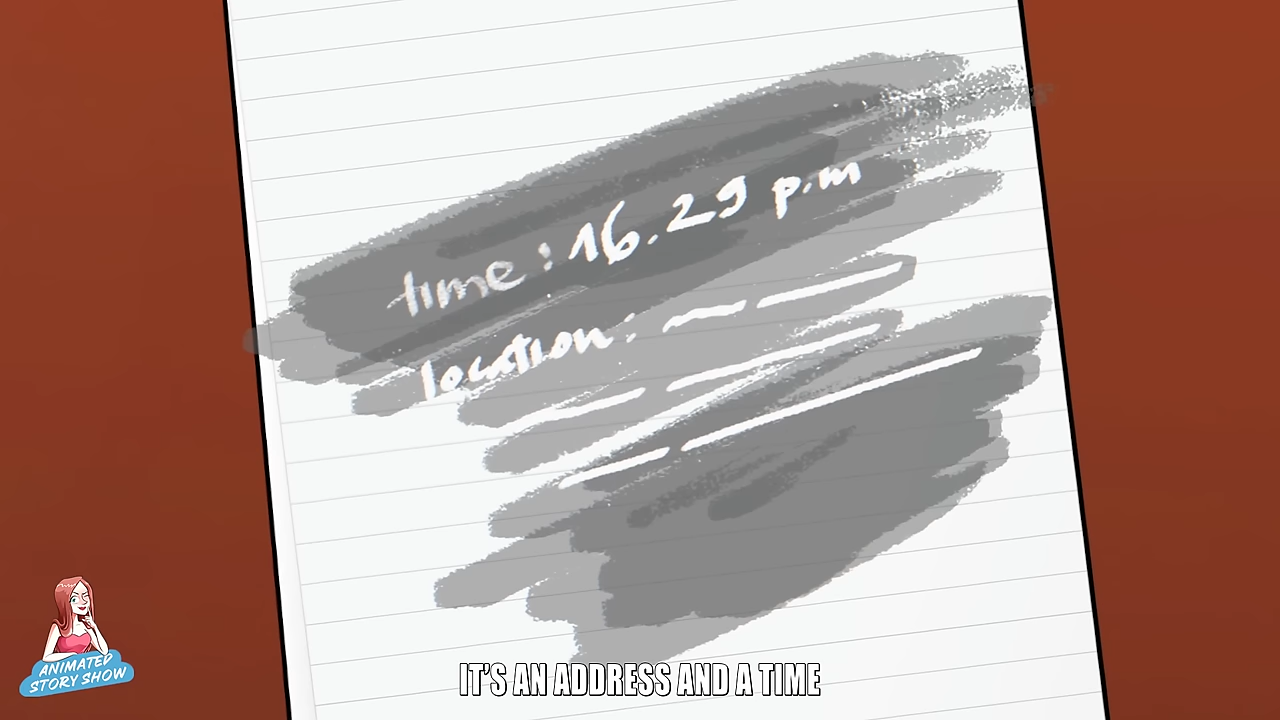 time : 16.29 p.m
location :
ANIMATED
STORY SHOW
IT'S AN ADDRESS AND A TIME